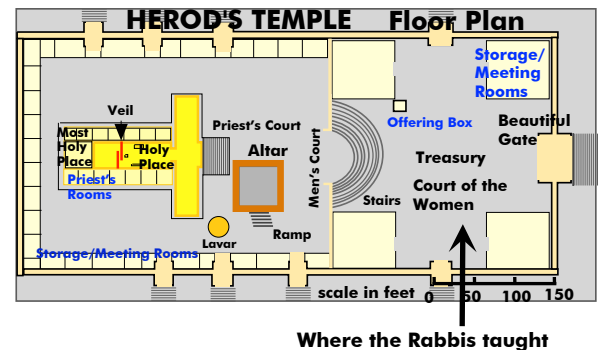 HEROD'S TEMPLE Floor Plan
Storage/
Meeting
Rooms
Veil
Most
Holy
Place
Holy
Place
Priest's
Rooms
Priest's Court
Altar
Men's Court
Offering Box
Beautiful
Gate
Treasury
Court of the
Women
Stairs
Lavar
Ramp
Storage/Meeting Rooms
scale in feet 0 50 100 150
Where the Rabbis taught